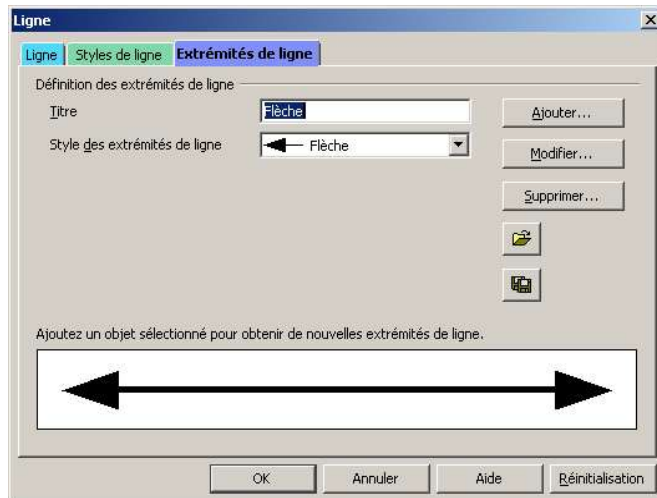 Ligne
Ligne Styles de ligne Extrémités de ligne
Définition des extrémités de ligne
Titre Flèche Ajouter...
Style des extrémités de ligne Flèche Modifier...
Supprimer...
Ajoutez un objet sélectionné pour obtenir de nouvelles extrémités de ligne.
OK Annuler Aide Réinitialisation